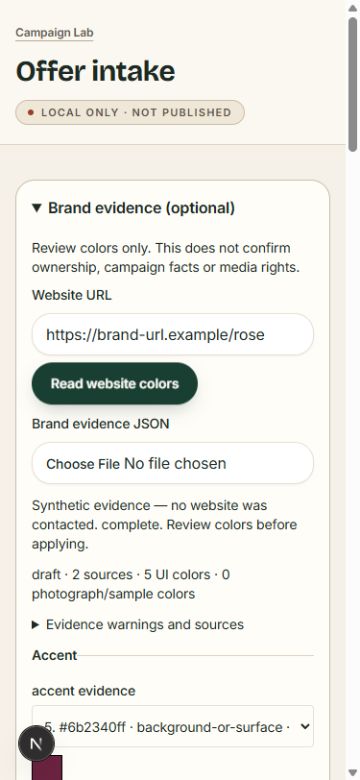 Campaign Lab
Offer intake
LOCAL ONLY · NOT PUBLISHED
▼ Brand evidence (optional)
Review colors only. This does not confirm
ownership, campaign facts or media rights.
Website URL
https://brand-url.example/rose
Read website colors
Brand evidence JSON
Choose File No file chosen
Synthetic evidence — no website was
contacted. complete. Review colors before
applying.
draft · 2 sources · 5 UI colors · 0
photograph/sample colors
▶ Evidence warnings and sources
Accent
accent evidence
5. #6b2340ff · background-or-surface ·
N